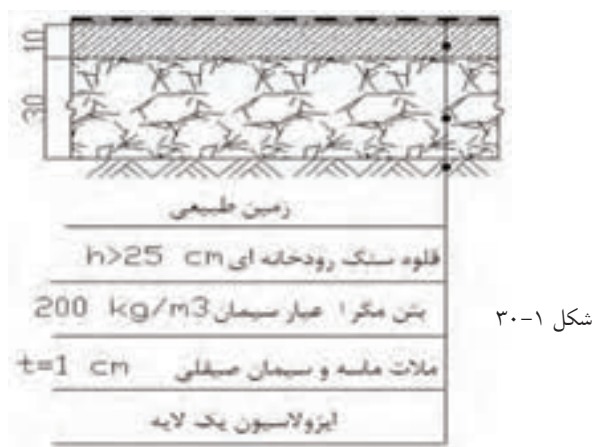 10
30
زمین طبیعی
قلوه سنگ رودخانه ای h>25 cm
بتن مگر ( عیار سیمان 200 kg/m3
ملات ماسه و سیمان صیقلی t=1 cm
ایزولاسیون یک لایه
شکل ۱-۳۰